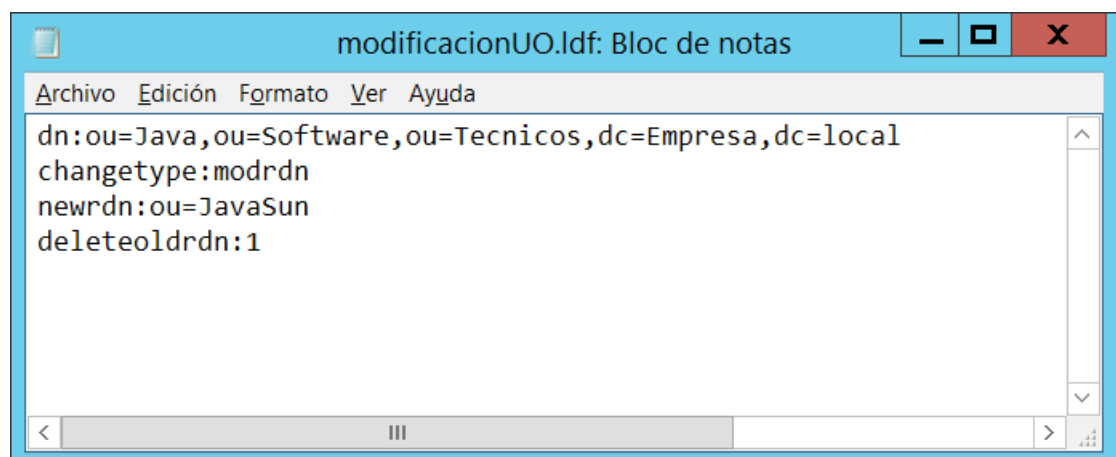 modificacionUO.ldf: Bloc de notas
Archivo Edición Formato Ver Ayuda
dn:ou=Java,ou=Software,ou=Tecnicos,dc=Empresa,dc=local
changetype:modrdn
newrdn:ou=JavaSun
deleteoldrdn:1